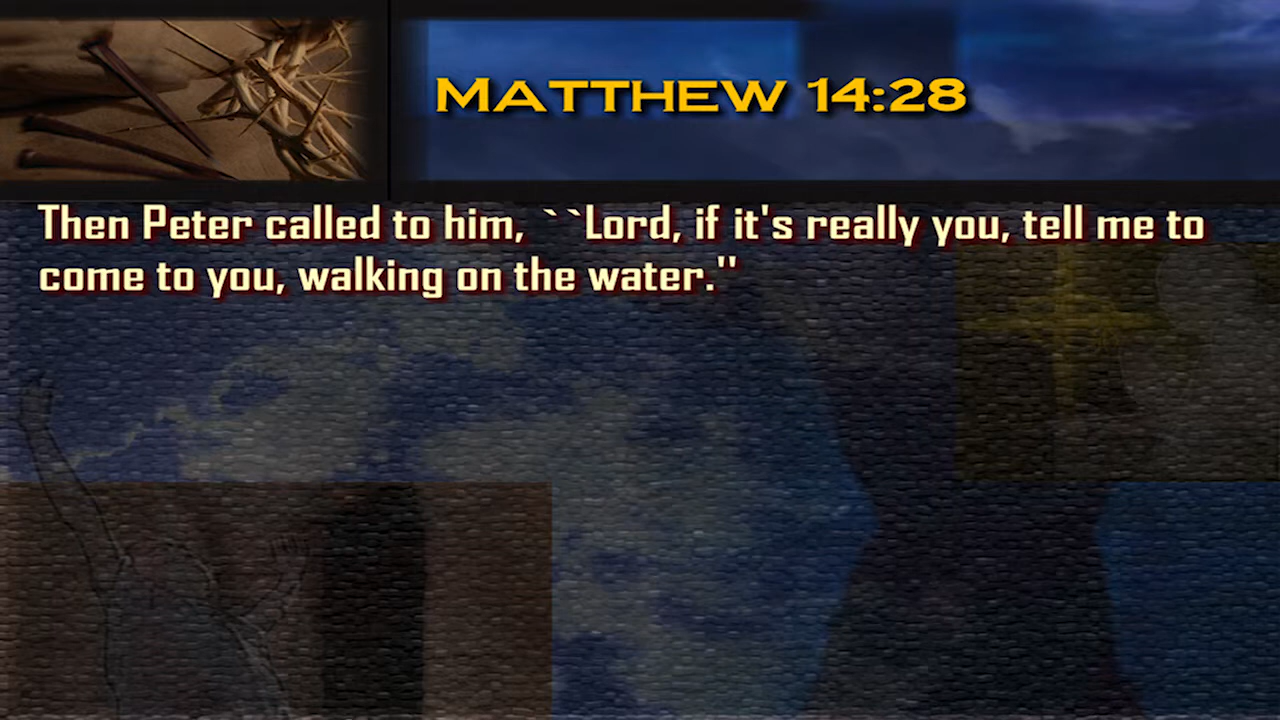 MATTHEW 14:28
Then Peter called to him, ``Lord, if it's really you, tell me to
come to you, walking on the water.''